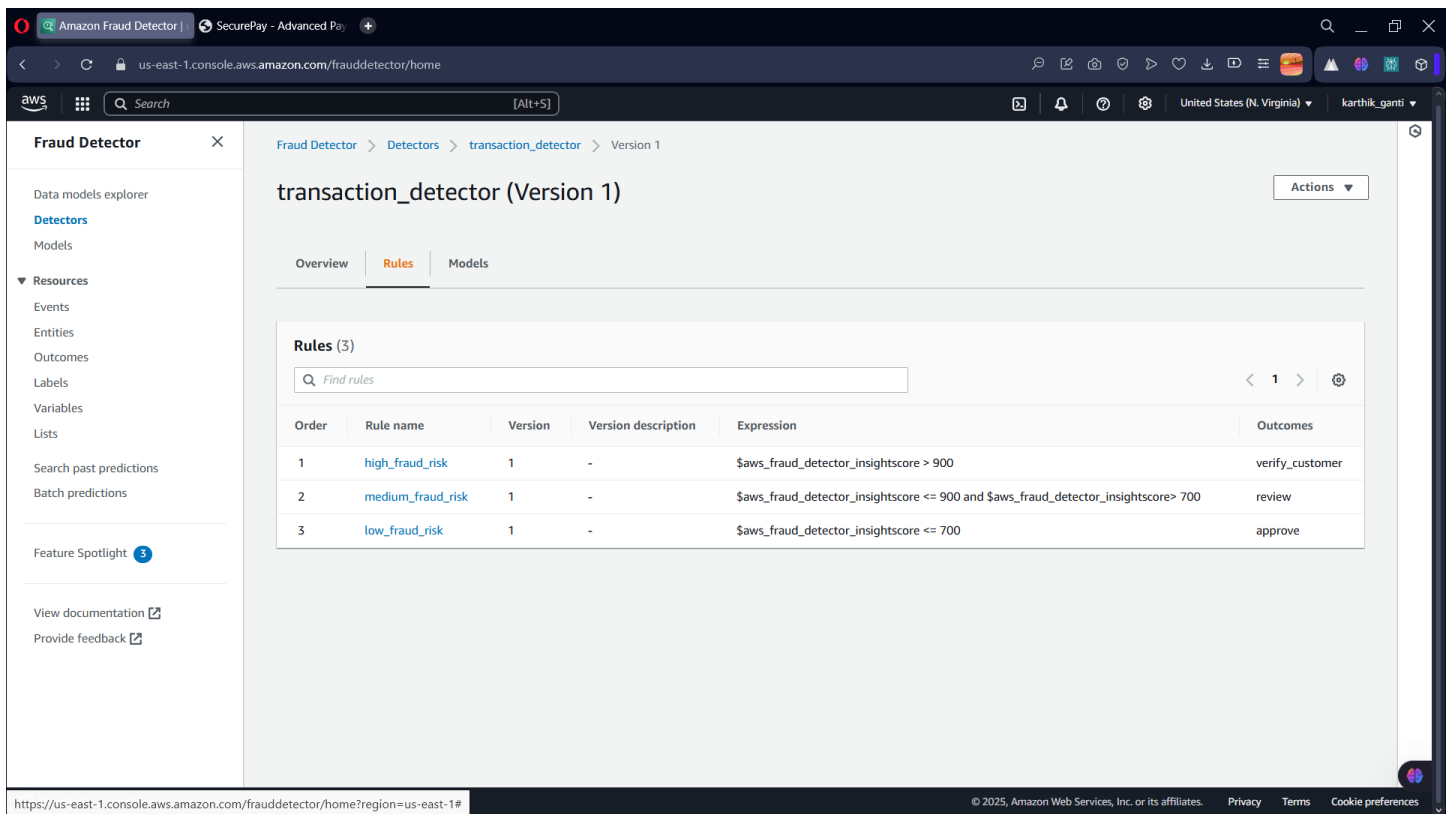 Amazon Fraud Detector |
SecurePay - Advanced Pay
us-east-1.console.aws.amazon.com/frauddetector/home
aws
Search [Alt+S]
United States (N. Virginia)
karthik_ganti
Fraud Detector
Data models explorer
Detectors
Models
Resources
Events
Entities
Outcomes
Labels
Variables
Lists
Search past predictions
Batch predictions
Feature Spotlight 3
View documentation
Provide feedback
Fraud Detector > Detectors > transaction_detector > Version 1
transaction_detector (Version 1)
Actions
Overview Rules Models
Rules (3)
Find rules
1
Order Rule name Version Version description Expression Outcomes
1 high_fraud_risk 1 - $aws_fraud_detector_insightscore > 900 verify_customer
2 medium_fraud_risk 1 - $aws_fraud_detector_insightscore <= 900 and $aws_fraud_detector_insightscore> 700 review
3 low_fraud_risk 1 - $aws_fraud_detector_insightscore <= 700 approve
https://us-east-1.console.aws.amazon.com/frauddetector/home?region=us-east-1#
© 2025, Amazon Web Services, Inc. or its affiliates. Privacy Terms Cookie preferences